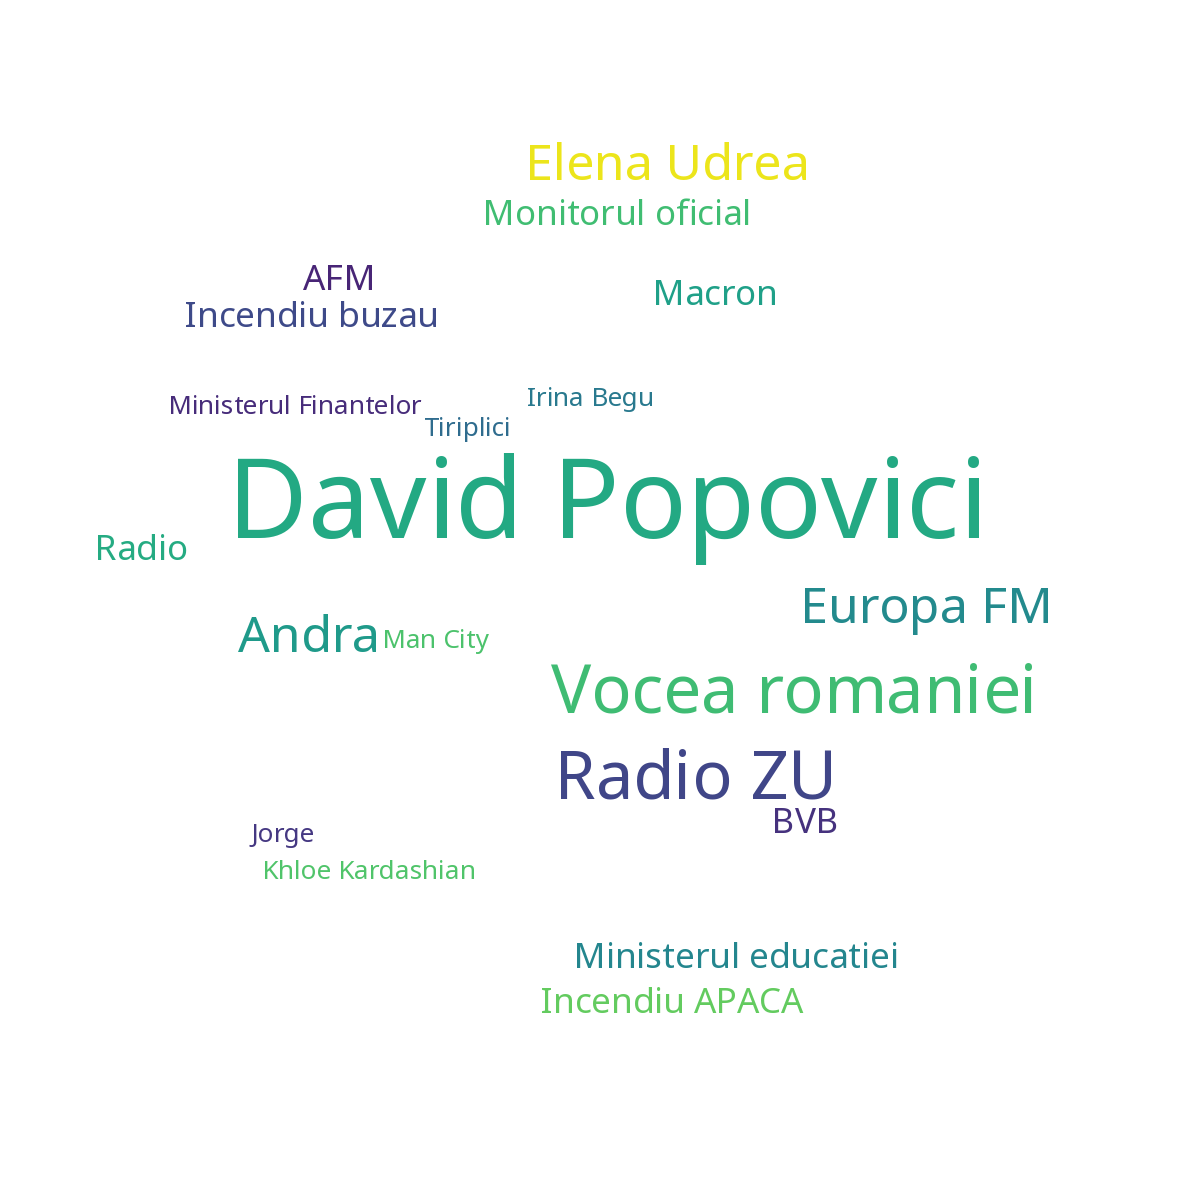 Elena Udrea
Monitorul oficial
AFM
Macron
Incendiu buzau
Irina Begu
Ministerul Finantelor
Tiriplici
David Popovici
Radio
Europa FM
Andra
Man City
Vocea romaniei
Radio ZU
BVB
Jorge
Khloe Kardashian
Ministerul educatiei
Incendiu APACA